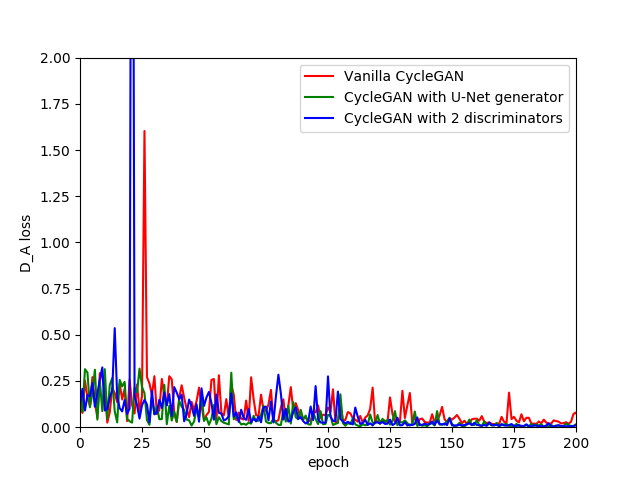 2.00
1.75
1.50
1.25
1.00
0.75
0.50
0.25
0.00
D_A loss
0 25 50 75 100 125 150 175 200
epoch
Vanilla CycleGAN
CycleGAN with U-Net generator
CycleGAN with 2 discriminators